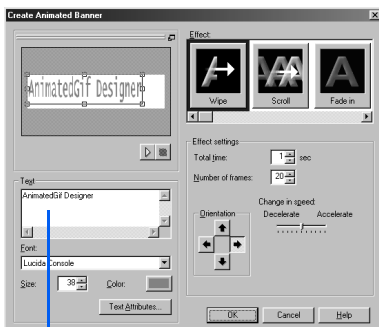 Create Animated Banner
AnimatedGif Designer
Text
AnimatedGif Designer
Font:
Lucida Console
Size: 38 Color:
Text Attributes...
Effect:
Wipe Scroll Fade in
Effect settings
Total time: 1 sec
Number of frames: 20
Change in speed:
Orientation Decelerate Accelerate
OK Cancel Help